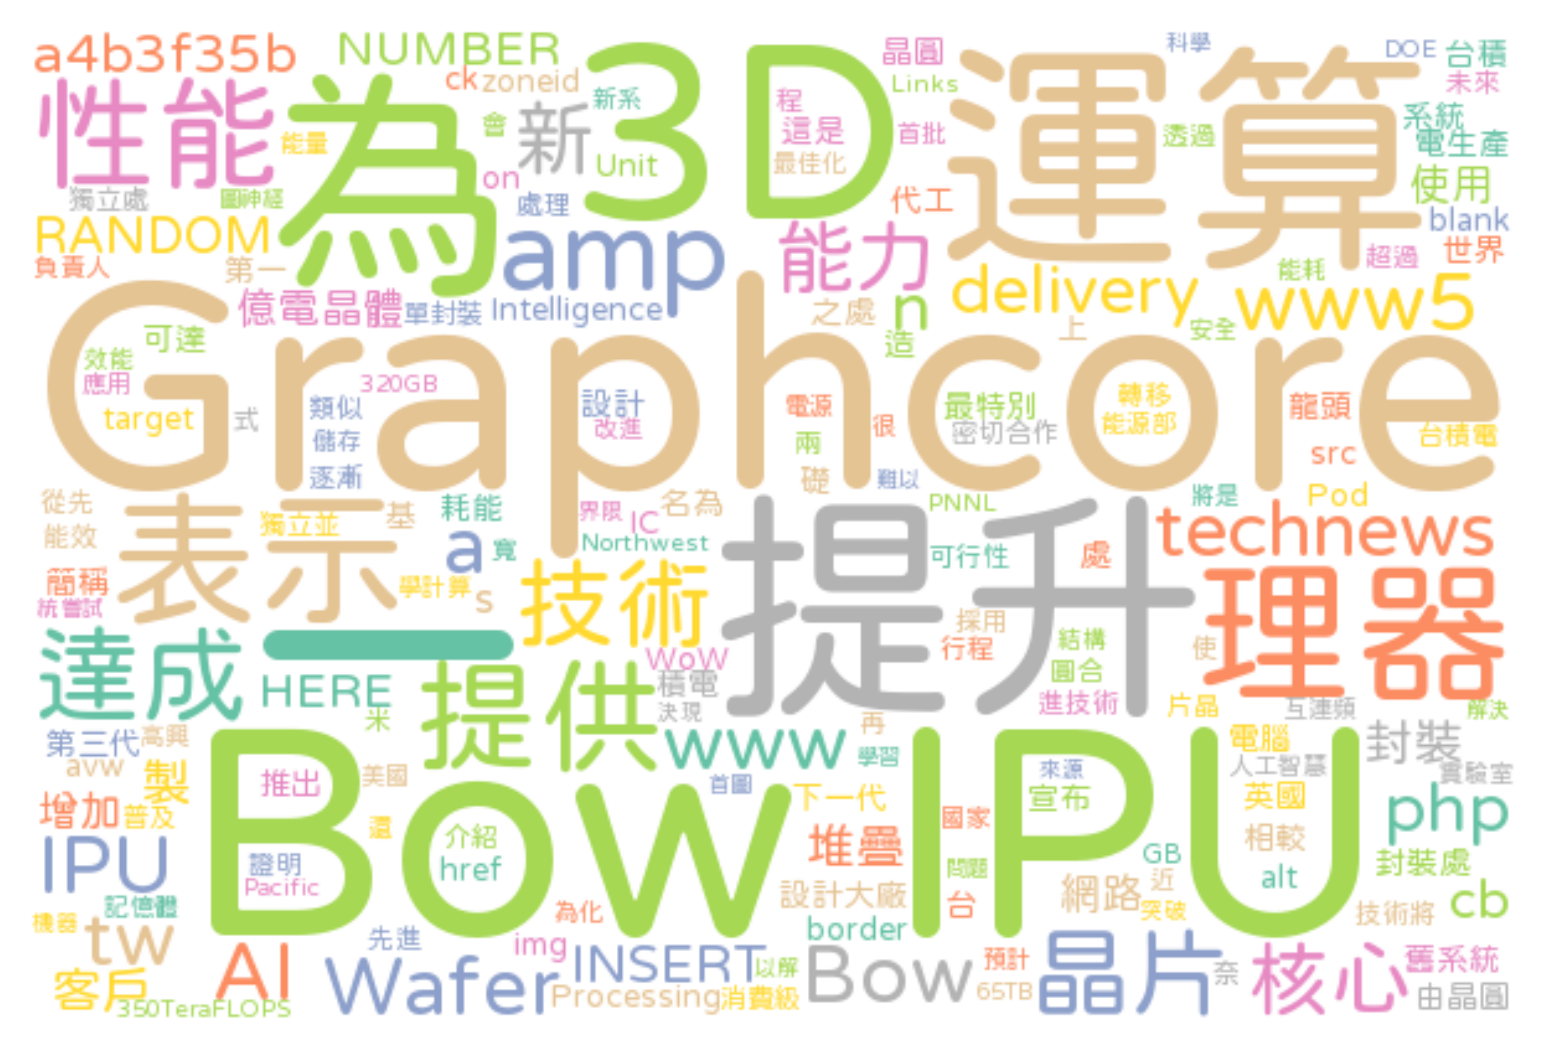 a4b3f35b
NUMBER
3D
為
運算
晶圓
科學
DOE
台積
性能
ck
zoneid
Links
未來
能量
會
新
新系
程
這是
首批
透過
系統
電生產
Unit
最佳化
on
獨立處
圖神經
處理
代工
使用
RANDOM
amp
能力
blank
負責人
第一
能耗
超過
世界
億電晶體
單封裝
Intelligence
之處
n
delivery
www5
可達
造
上
安全
Graphcore
效能
應用
320GB
target
式
類似
設計
改進
電源
很
最特別
密切合作
轉移
能源部
龍頭
台積電
儲存
兩
src
逐漸
礎
難以
從先
能效
表示
獨立並
基
耗能
界限
IC
名為
PNNL
將是
Pod
a
寬
Northwest
提升
可行性
處
technews
簡稱
統嘗試
學計算
s
技術
採用
行程
結構
使
理器
達成
一
WoW
圓合
HERE
提供
積電
決現
進技術
片晶
互連頻
解決
米
再
第三代
高興
www
學習
電腦
封裝
avw
製
推出
美國
首圖
來源
人工智慧
實驗室
Bow IPU
增加
普及
還
下一代
宣布
英國
php
介紹
堆疊
國家
相較
IPU
證明
href
問題
GB
alt
封裝處
Pacific
設計大廠
網路
近
cb
記憶體
機器
tw
為化
台
突破
技術將
先進
border
AI
img
INSERT
以解
Bow
預計
晶片
奈
核心
舊系統
客戶
Wafer
Processing
消費級
65TB
由晶圓
350TeraFLOPS